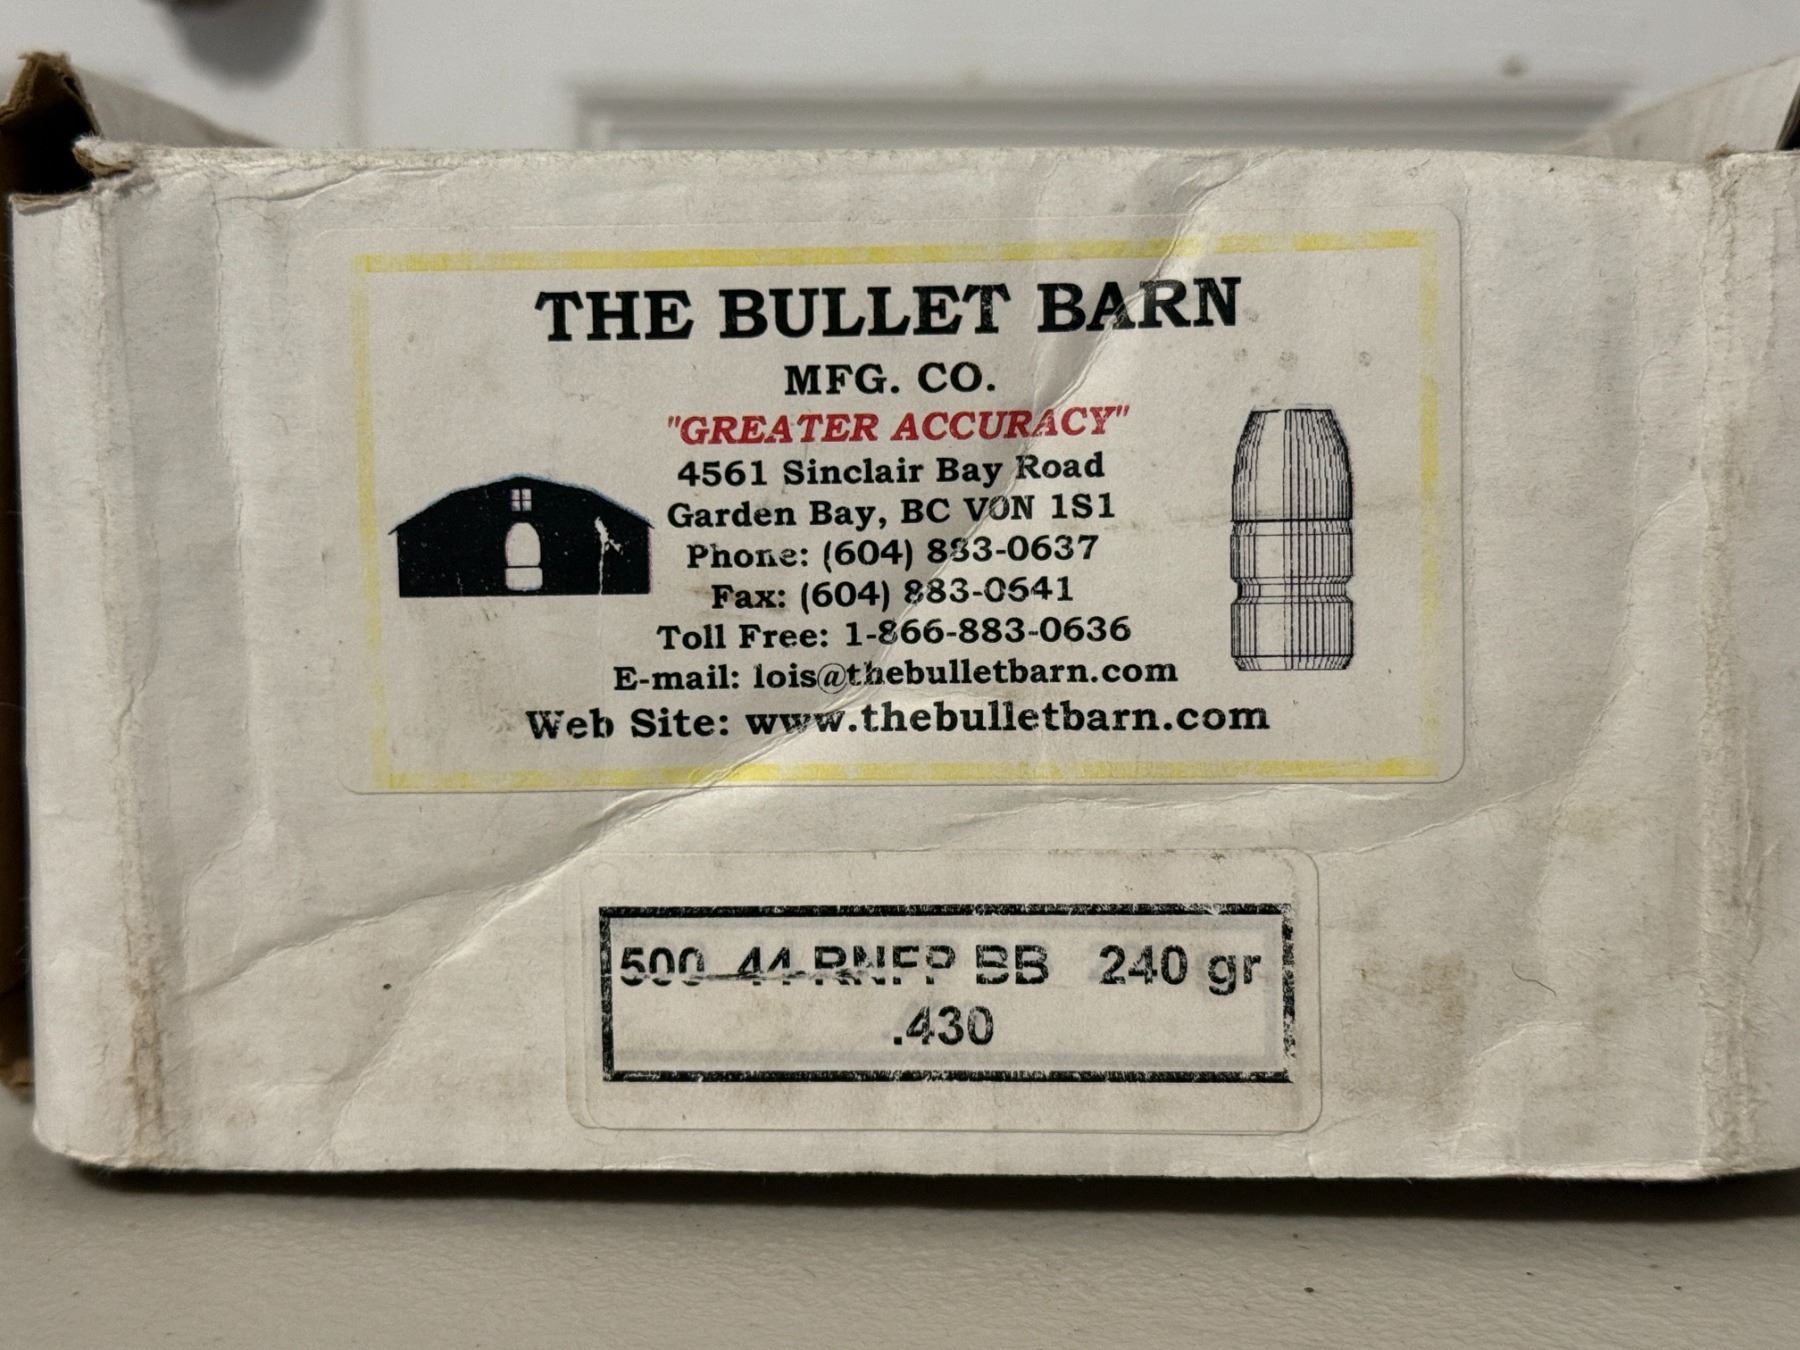 THE BULLET BARN
MFG. CO.
"GREATER ACCURACY"
4561 Sinclair Bay Road
Garden Bay, BC VON 1S1
Phone: (604) 883-0637
Fax: (604) 883-0641
Toll Free: 1-866-883-0636
E-mail: lois@thebulletbarn.com
Web Site: www.thebulletbarn.com
500 44 RNFP BB 240 gr
.430